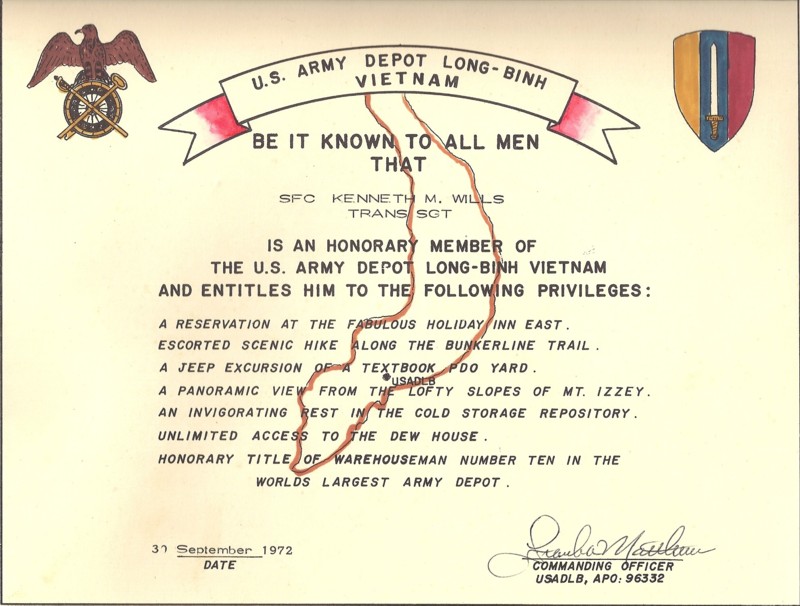 U.S. ARMY DEPOT LONG-BINH
VIETNAM
BE IT KNOWN TO ALL MEN
THAT
SFC KENNETH M. WILLS
TRANS SGT
IS AN HONORARY MEMBER OF
THE U.S. ARMY DEPOT LONG-BINH VIETNAM
AND ENTITLES HIM TO THE FOLLOWING PRIVILEGES:
A RESERVATION AT THE FABULOUS HOLIDAY INN EAST.
ESCORTED SCENIC HIKE ALONG THE BUNKERLINE TRAIL.
A JEEP EXCURSION OF A TEXTBOOK PDO YARD.
USADLB
A PANORAMIC VIEW FROM THE LOFTY SLOPES OF MT. IZZEY.
AN INVIGORATING REST IN THE COLD STORAGE REPOSITORY.
UNLIMITED ACCESS TO THE DEW HOUSE.
HONORARY TITLE OF WAREHOUSEMAN NUMBER TEN IN THE
WORLDS LARGEST ARMY DEPOT.
30 September 1972
DATE
COMMANDING OFFICER
USADLB, APO: 96332